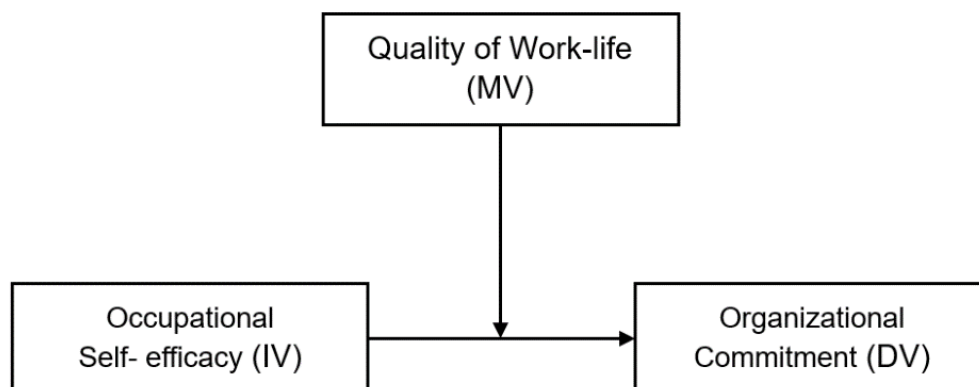 Quality of Work-life
(MV)
Occupational
Self- efficacy (IV)
Organizational
Commitment (DV)